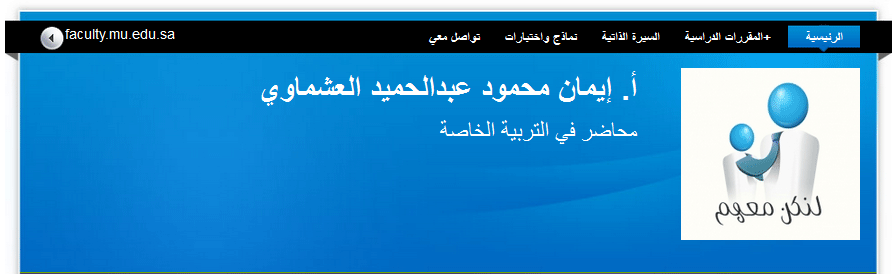 الرئيسية +المقررات الدراسية السيرة الذاتية نماذج واختبارات تواصل معي faculty.mu.edu.sa
أ. إيمان محمود عبدالحميد العشماوي
محاضر في التربية الخاصة
لنكن معهم